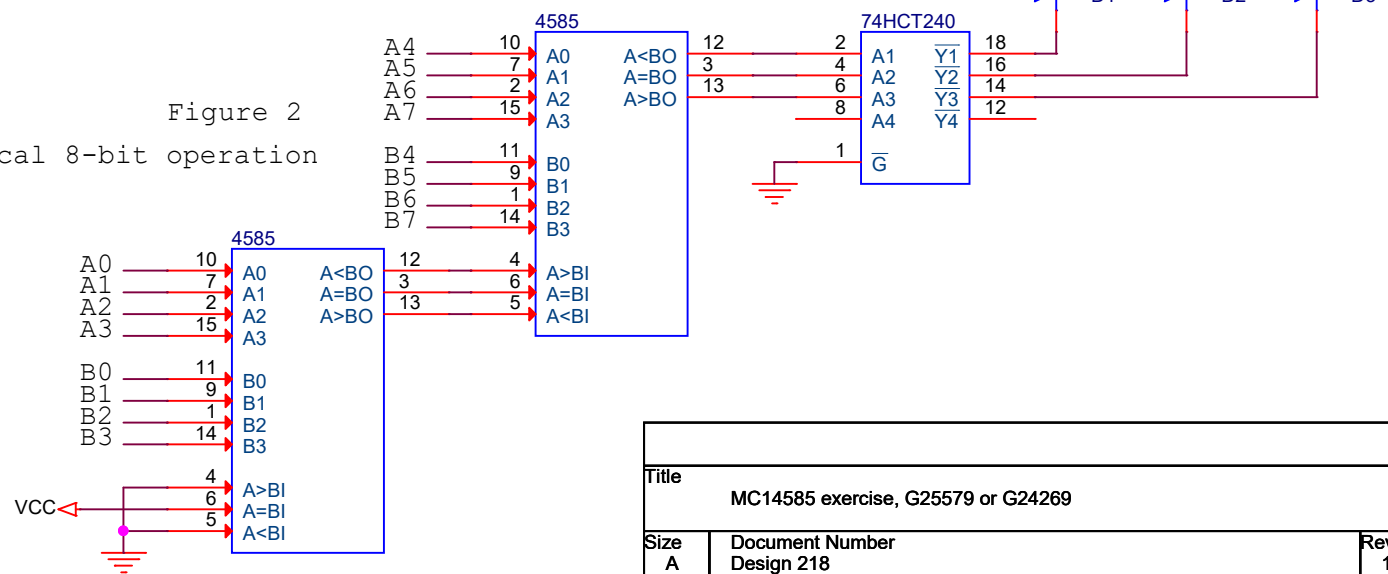 4585
74HCT240
A4 10 A0 A<BO 12 2 A1 Y1 18
A5 7 A1 A=BO 3 4 A2 Y2 16
A6 2 A2 A>BO 13 6 A3 Y3 14
A7 15 A3 8 A4 Y4 12
Figure 2
cal 8-bit operation
B4 11 B0 1 G
B5 9 B1
B6 1 B2
B7 14 B3
4 A>BI
6 A=BI
5 A<BI
4585
A0 10 A0 A<BO 12
A1 7 A1 A=BO 3
A2 2 A2 A>BO 13
A3 15 A3
B0 11 B0
B1 9 B1
B2 1 B2
B3 14 B3
4 A>BI
VCC 6 A=BI
5 A<BI
Title
MC14585 exercise, G25579 or G24269
Size Document Number Rev
A Design 218 1